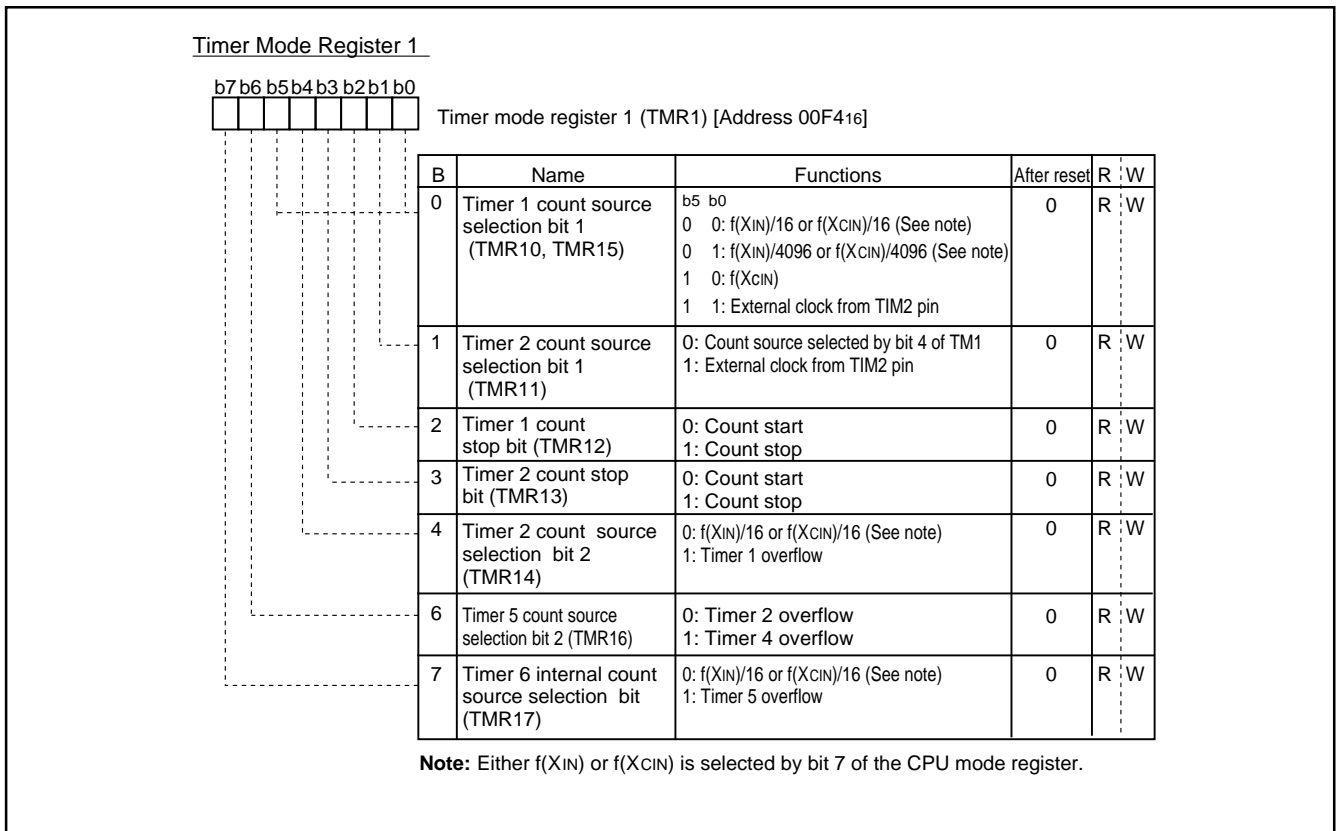 Timer Mode Register 1
b7 b6 b5 b4 b3 b2 b1 b0
Timer mode register 1 (TMR1) [Address 00F416]
B Name Functions After reset R W
0 Timer 1 count source selection bit 1 (TMR10, TMR15) b5 b0 0 R W
0 0: f(XIN)/16 or f(XCIN)/16 (See note)
0 1: f(XIN)/4096 or f(XCIN)/4096 (See note)
1 0: f(XCIN)
1 1: External clock from TIM2 pin
1 Timer 2 count source 0: Count source selected by bit 4 of TM1 0 R W
selection bit 1 1: External clock from TIM2 pin
(TMR11)
2 Timer 1 count 0: Count start 0 R W
stop bit (TMR12) 1: Count stop
3 Timer 2 count stop 0: Count start 0 R W
bit (TMR13) 1: Count stop
4 Timer 2 count source 0: f(XIN)/16 or f(XCIN)/16 (See note) 0 R W
selection bit 2 1: Timer 1 overflow
(TMR14)
6 Timer 5 count source 0: Timer 2 overflow 0 R W
selection bit 2 (TMR16) 1: Timer 4 overflow
7 Timer 6 internal count 0: f(XIN)/16 or f(XCIN)/16 (See note) 0 R W
source selection bit 1: Timer 5 overflow
(TMR17)
Note: Either f(XIN) or f(XCIN) is selected by bit 7 of the CPU mode register.